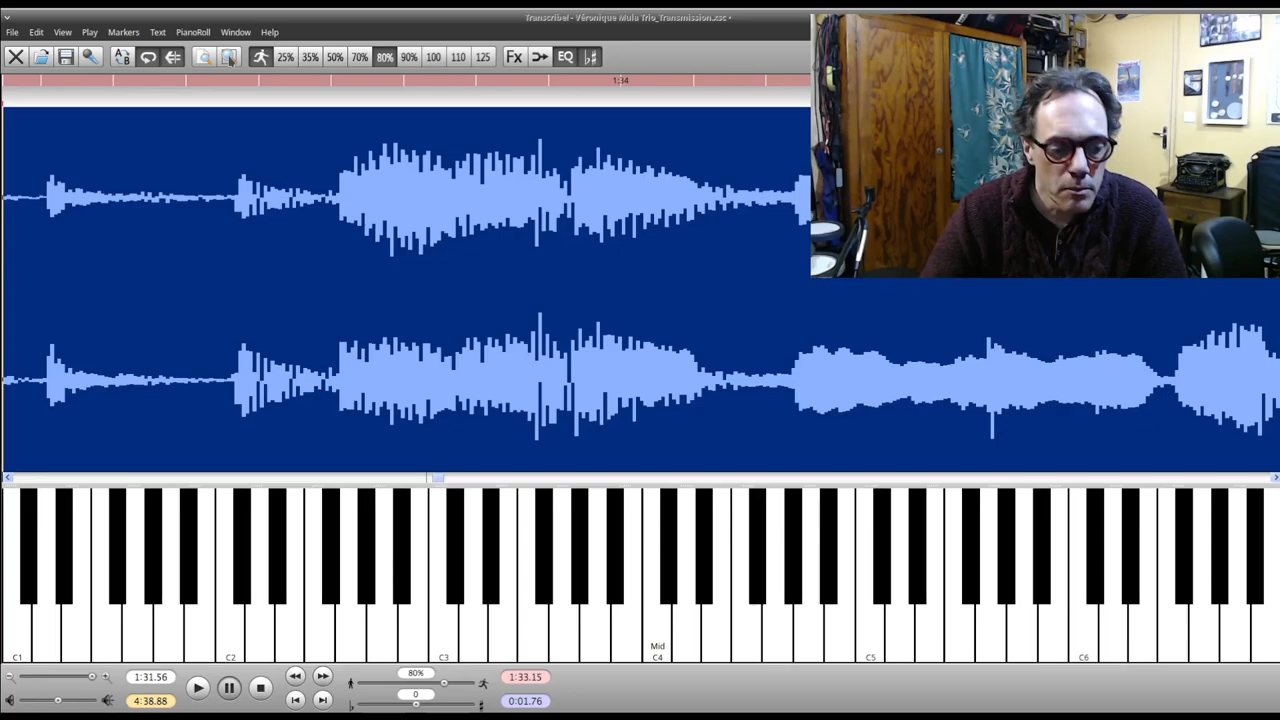 Transcribe! - Véronique Mula Trio_Transmission.xsc •
File Edit View Play Markers Text PianoRoll Window Help
A B 25% 35% 50% 70% 80% 90% 100 110 125 Fx EQ
1:34
Mid
C1 C2 C3 C4 C5 C6
1:31.56 80% 1:33.15
4:38.88 0 0:01.76